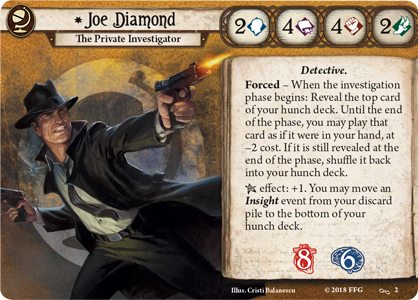 Joe Diamond
The Private Investigator
2 4 4 2
Detective.
Forced – When the investigation
phase begins: Reveal the top card
of your hunch deck. Until the end
of the phase, you may play that
card as if it were in your hand, at
–2 cost. If it is still revealed at the
end of the phase, shuffle it back
into your hunch deck.
effect: +1. You may move an
Insight event from your discard
pile to the bottom of your
hunch deck.
8 6
Illus. Cristi Balanescu © 2018 FFG 2